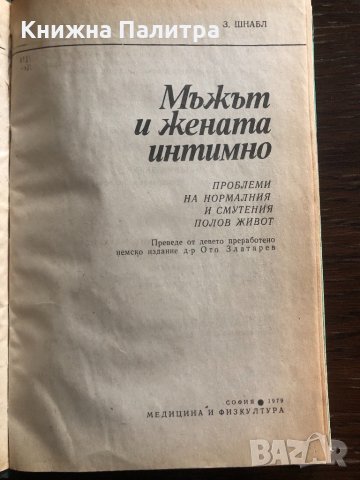 Книжна Палитра
З. ШНАБЛ
Мъжът
и жената
интимно
ПРОБЛЕМИ
НА НОРМАЛНИЯ
И СМУТЕНИЯ
ПОЛОВ ЖИВОТ
Преведе от девето преработено
немско издание д-р Ото Златарев
СОФИЯ ● 1979
МЕДИЦИНА И ФИЗКУЛТУРА
BAZAR
bg